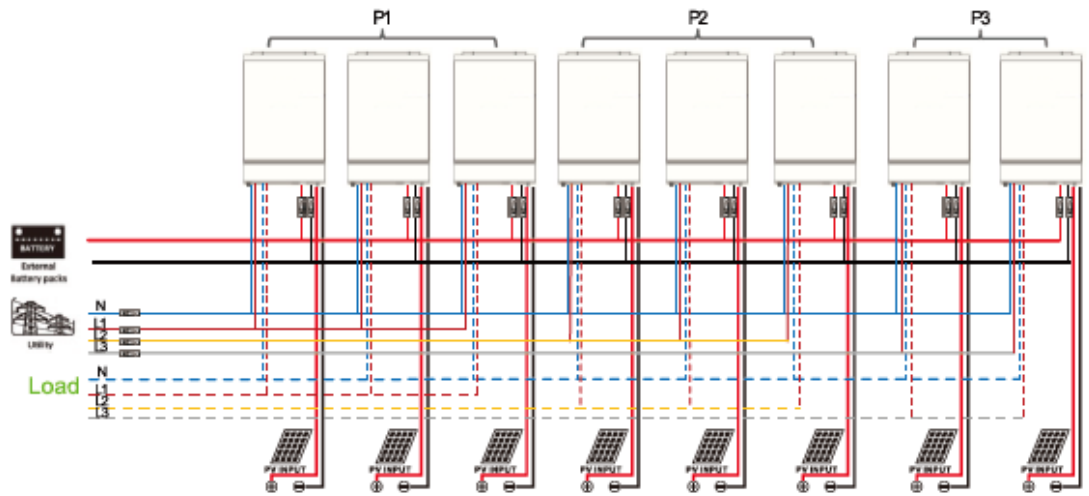 P1 P2 P3
BATTERY
External
Battery packs
N
L1
L2
L3
Utility
N
Load
L1
L2
L3
PV INPUT PV INPUT PV INPUT PV INPUT PV INPUT PV INPUT PV INPUT PV INPUT